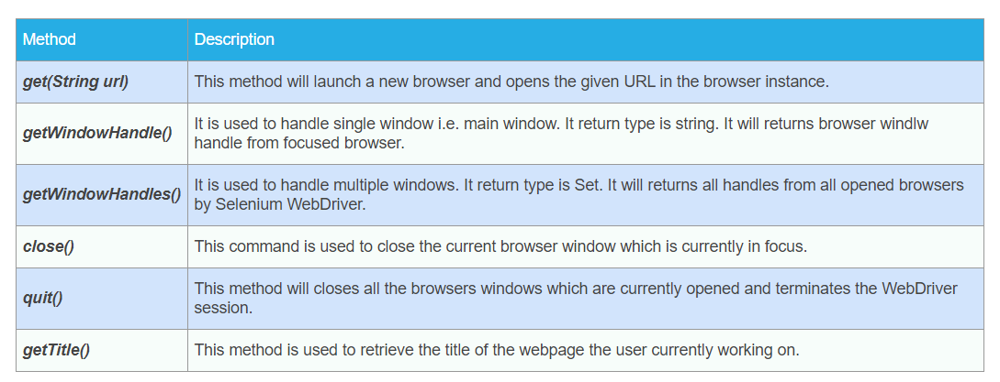 Method Description
get(String url) This method will launch a new browser and opens the given URL in the browser instance.
getWindowHandle() It is used to handle single window i.e. main window. It return type is string. It will returns browser windlw
handle from focused browser.
getWindowHandles() It is used to handle multiple windows. It return type is Set. It will returns all handles from all opened browsers
by Selenium WebDriver.
close() This command is used to close the current browser window which is currently in focus.
quit() This method will closes all the browsers windows which are currently opened and terminates the WebDriver
session.
getTitle() This method is used to retrieve the title of the webpage the user currently working on.